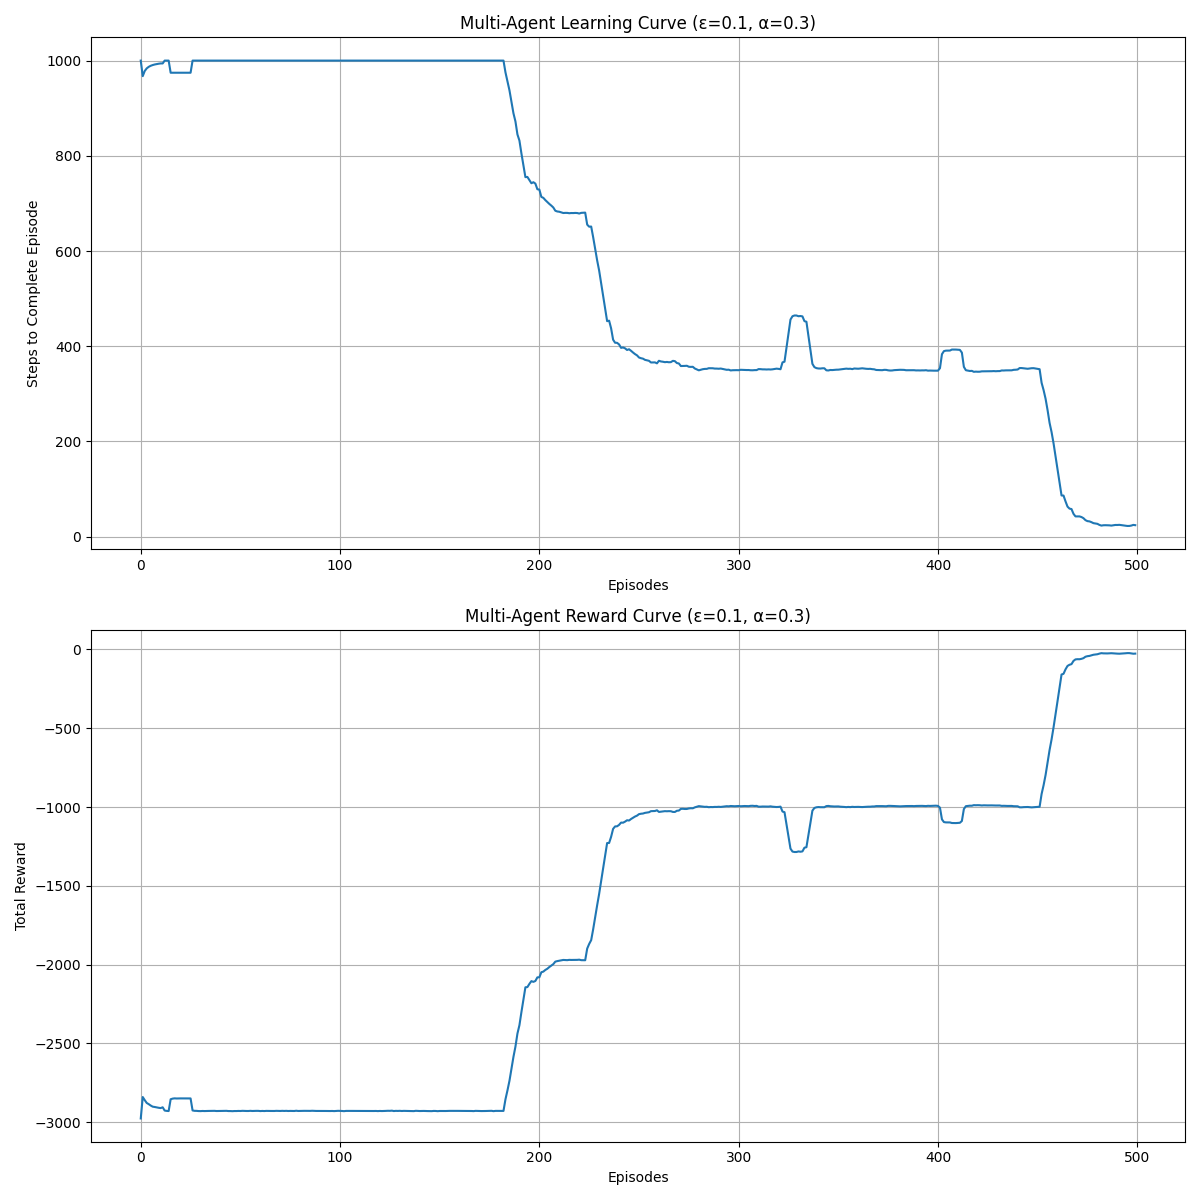 Multi-Agent Learning Curve (ε=0.1, α=0.3)
1000
800
600
400
200
0
Steps to Complete Episode
0 100 200 300 400 500
Episodes
Multi-Agent Reward Curve (ε=0.1, α=0.3)
0
−500
−1000
−1500
−2000
−2500
−3000
Total Reward
0 100 200 300 400 500
Episodes